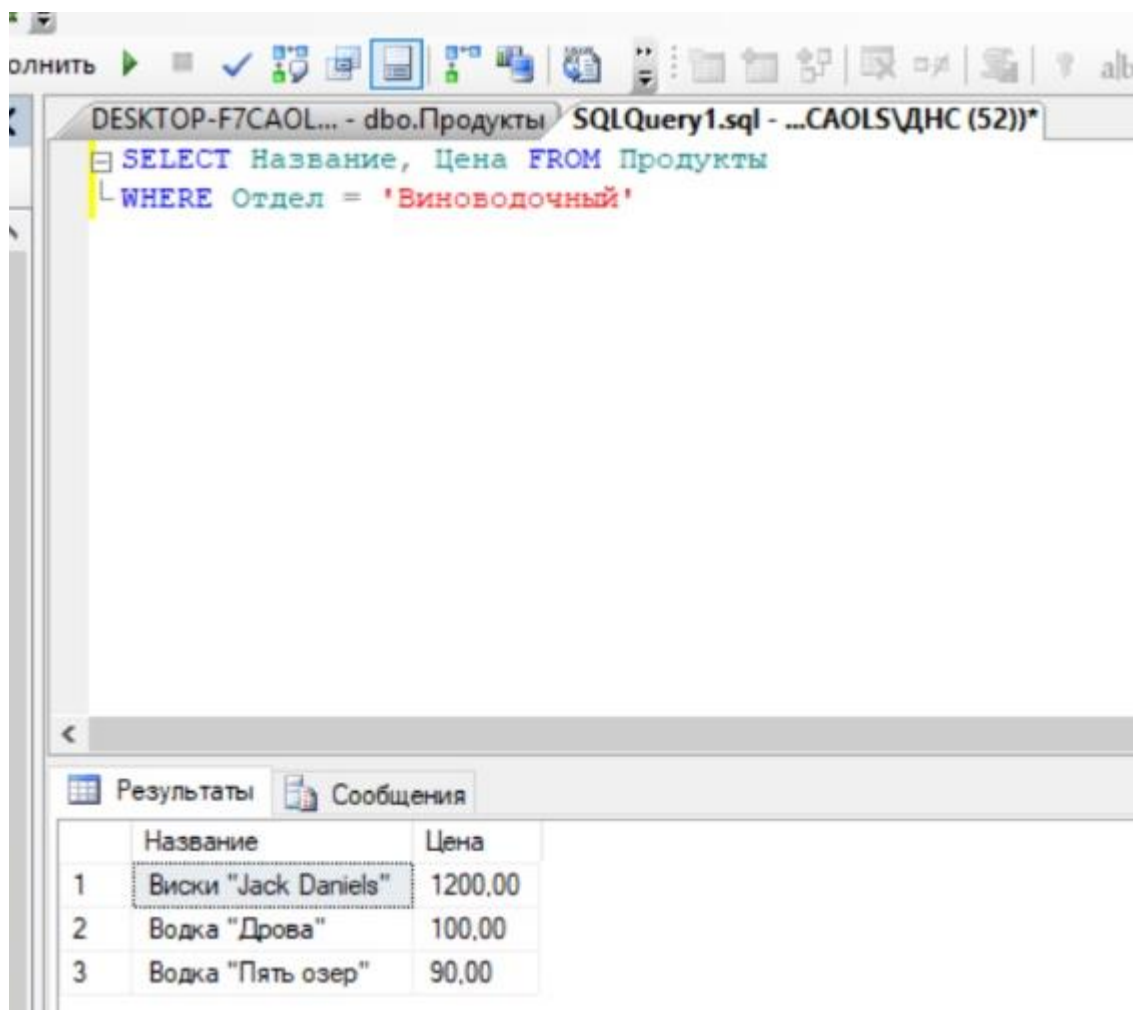 олнить
DESKTOP-F7CAOL... - dbo.Продукты SQLQuery1.sql - ...CAOLS\ДНС (52))*
SELECT Название, Цена FROM Продукты
WHERE Отдел = 'Виноводочный'
Результаты Сообщения
Название Цена
1 Виски "Jack Daniels" 1200,00
2 Водка "Дрова" 100,00
3 Водка "Пять озер" 90,00